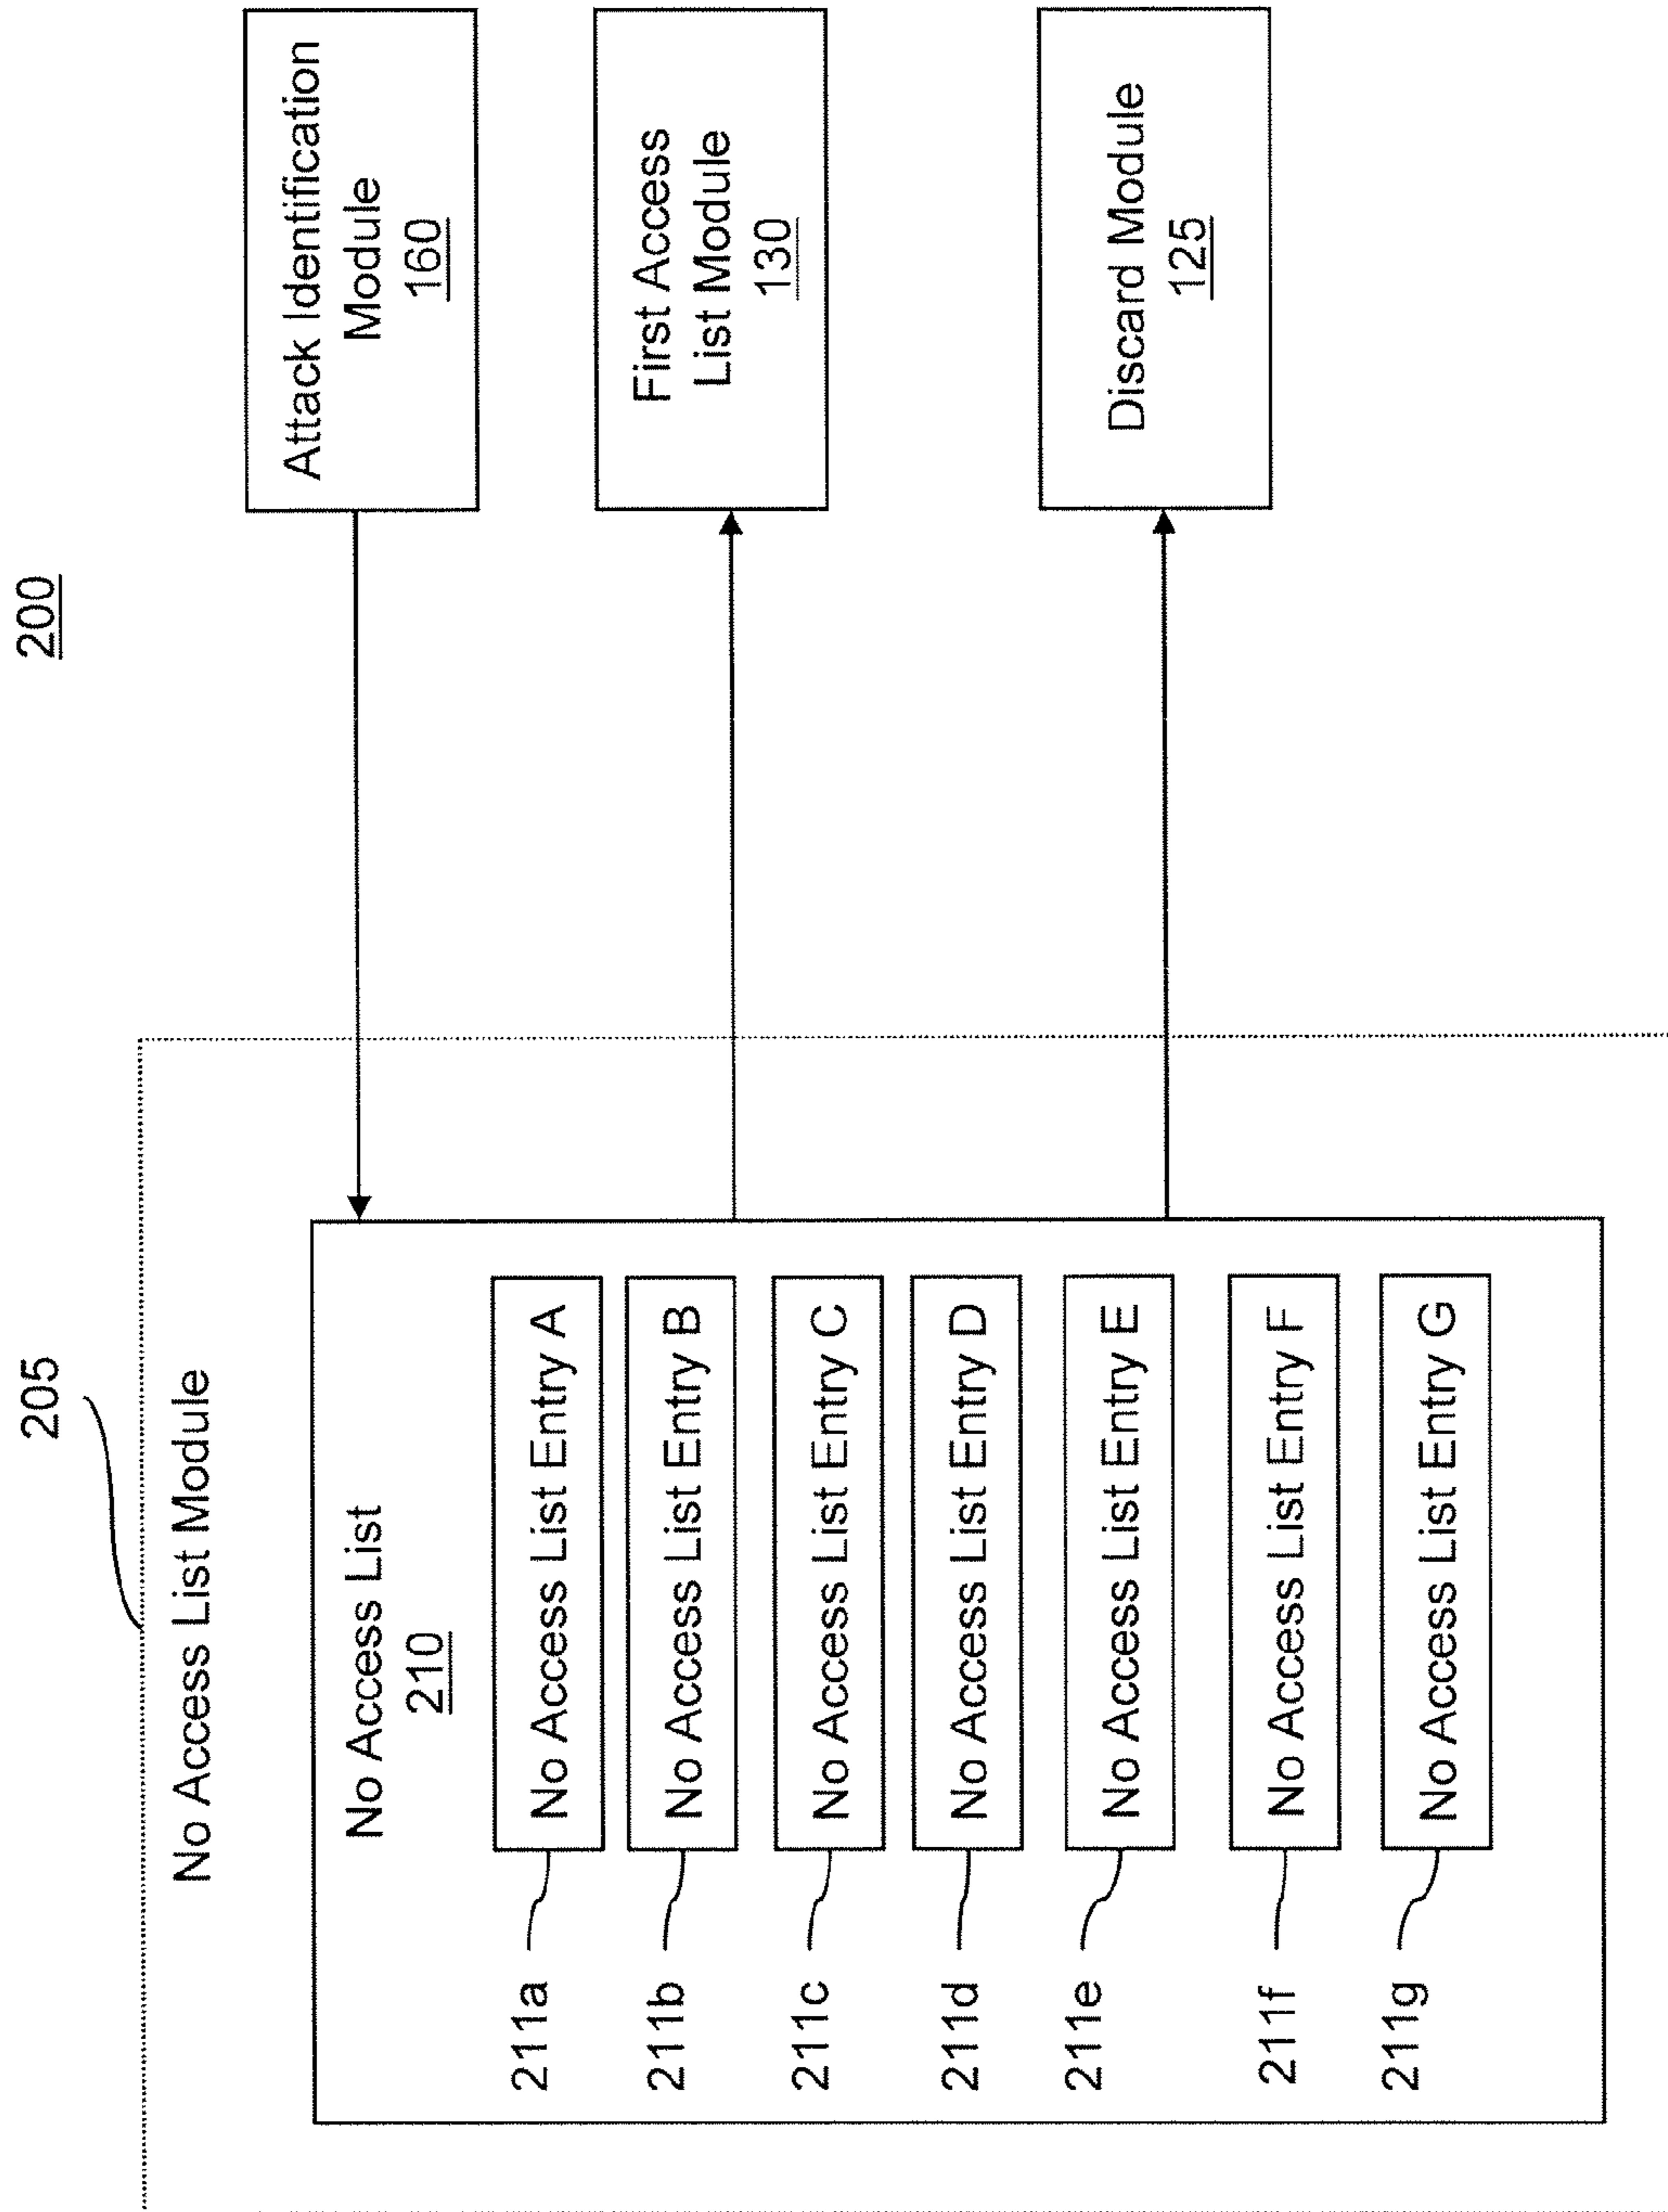 200
205
No Access List Module
No Access List
210
211a
No Access List Entry A
211b
No Access List Entry B
211c
No Access List Entry C
211d
No Access List Entry D
211e
No Access List Entry E
211f
No Access List Entry F
211g
No Access List Entry G
Attack Identification
Module
160
First Access
List Module
130
Discard Module
125